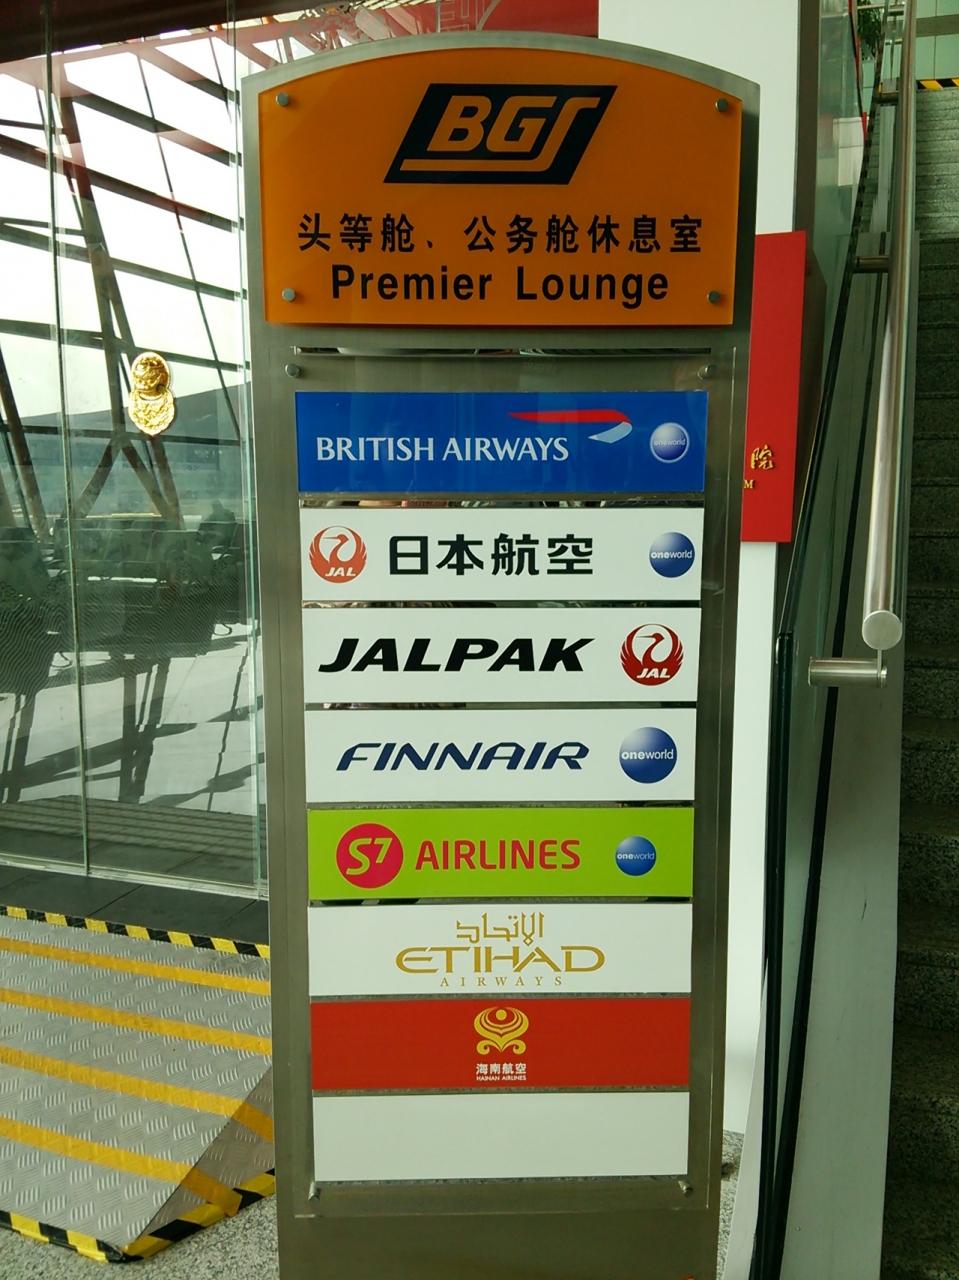 BGS
头等舱、公务舱休息室
Premier Lounge
BRITISH AIRWAYS
oneworld
JAL
日本航空
oneworld
JALPAK
JAL
FINNAIR
oneworld
S7 AIRLINES
oneworld
الاتحاد
ETIHAD
AIRWAYS
海南航空
HAINAN AIRLINES
院
M